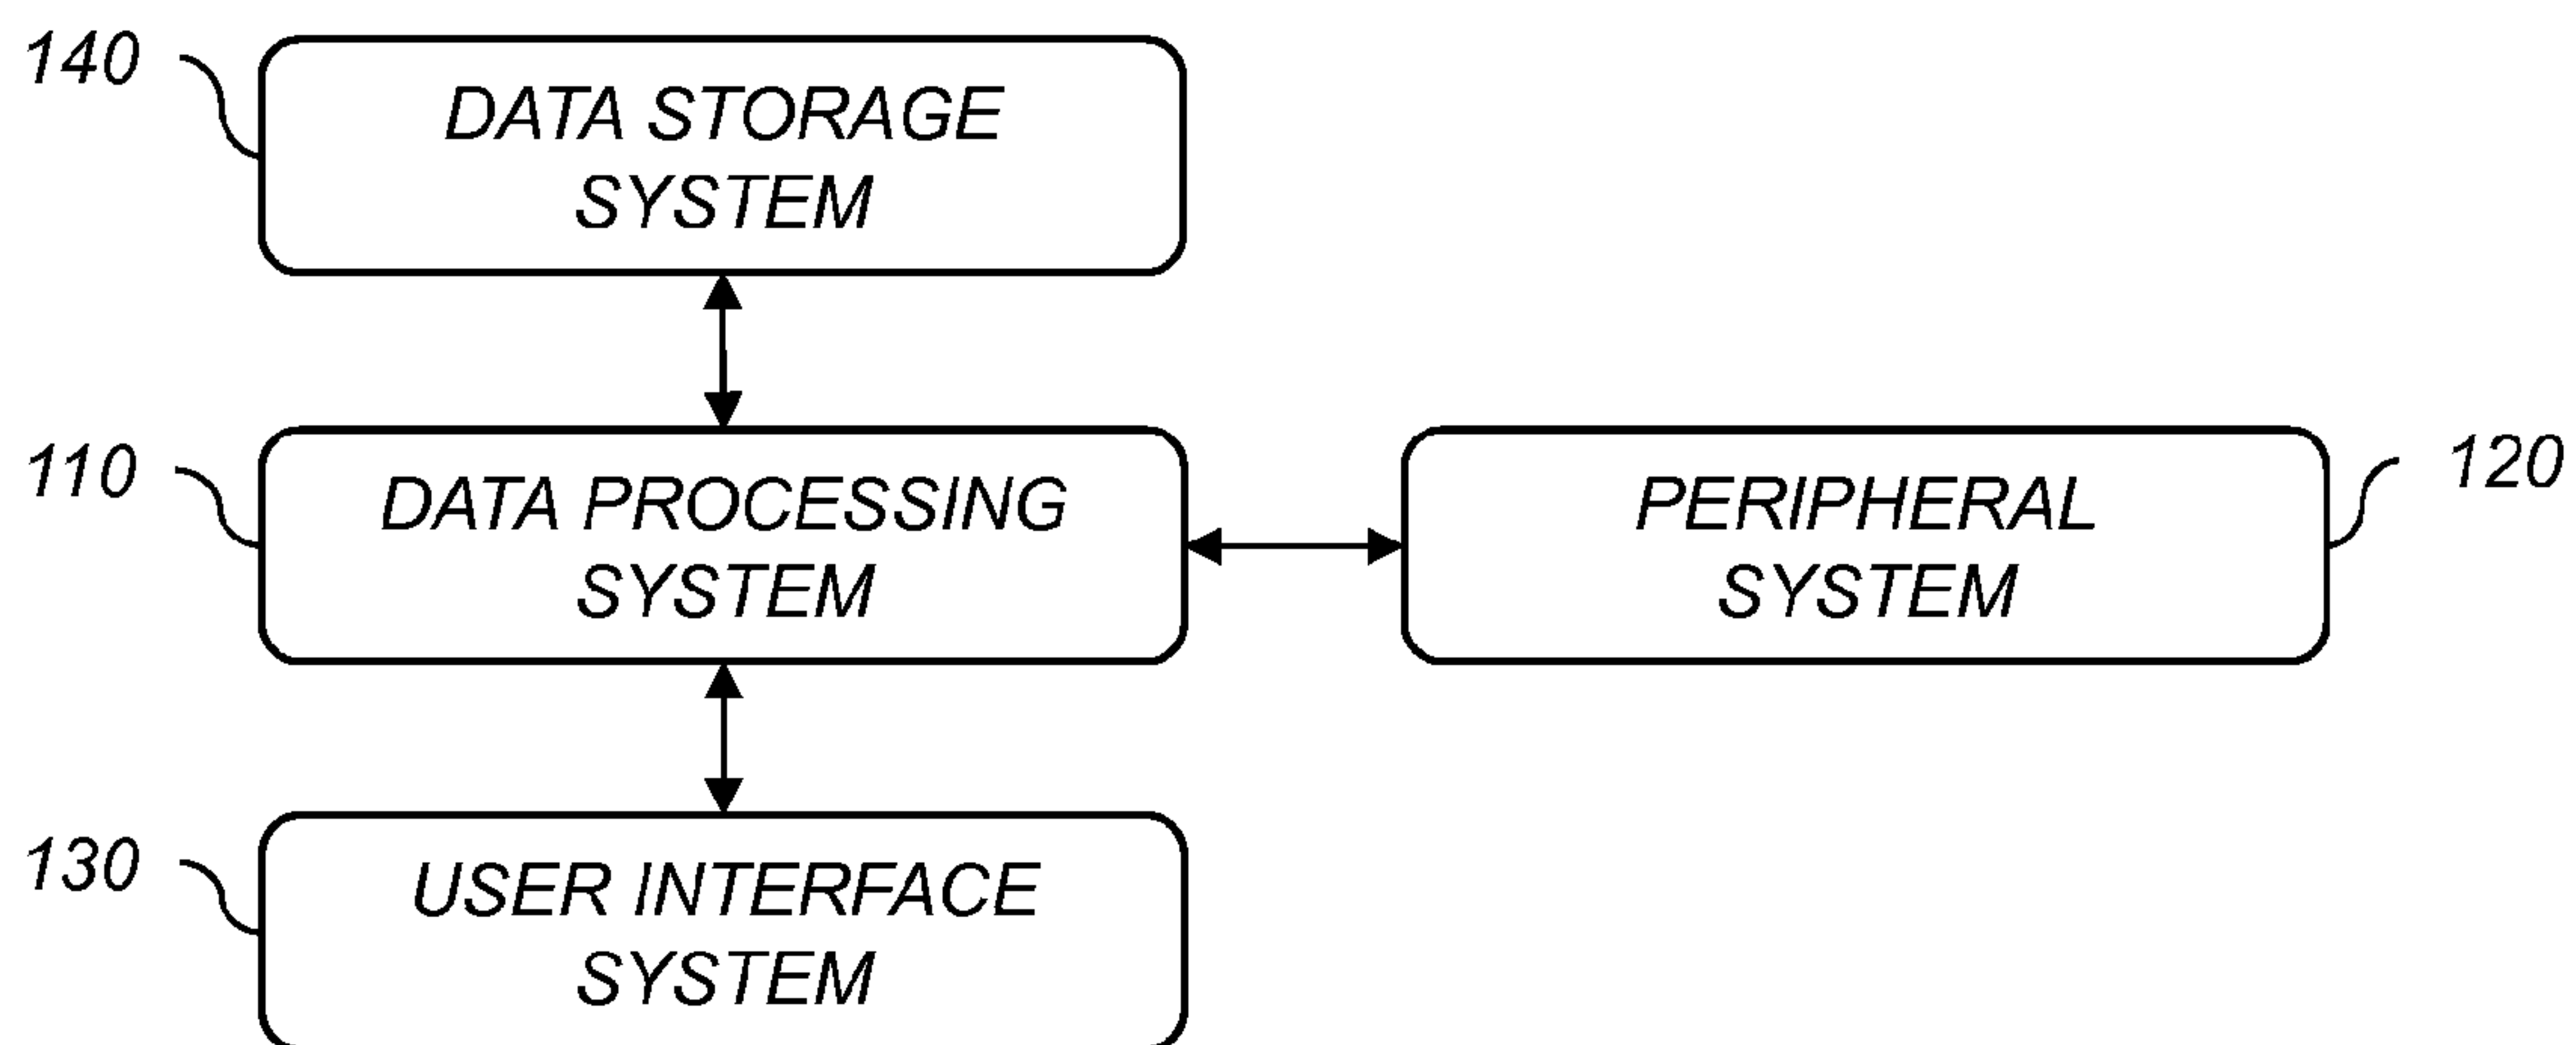 140
DATA STORAGE
SYSTEM
110
DATA PROCESSING
SYSTEM
PERIPHERAL
SYSTEM
120
130
USER INTERFACE
SYSTEM